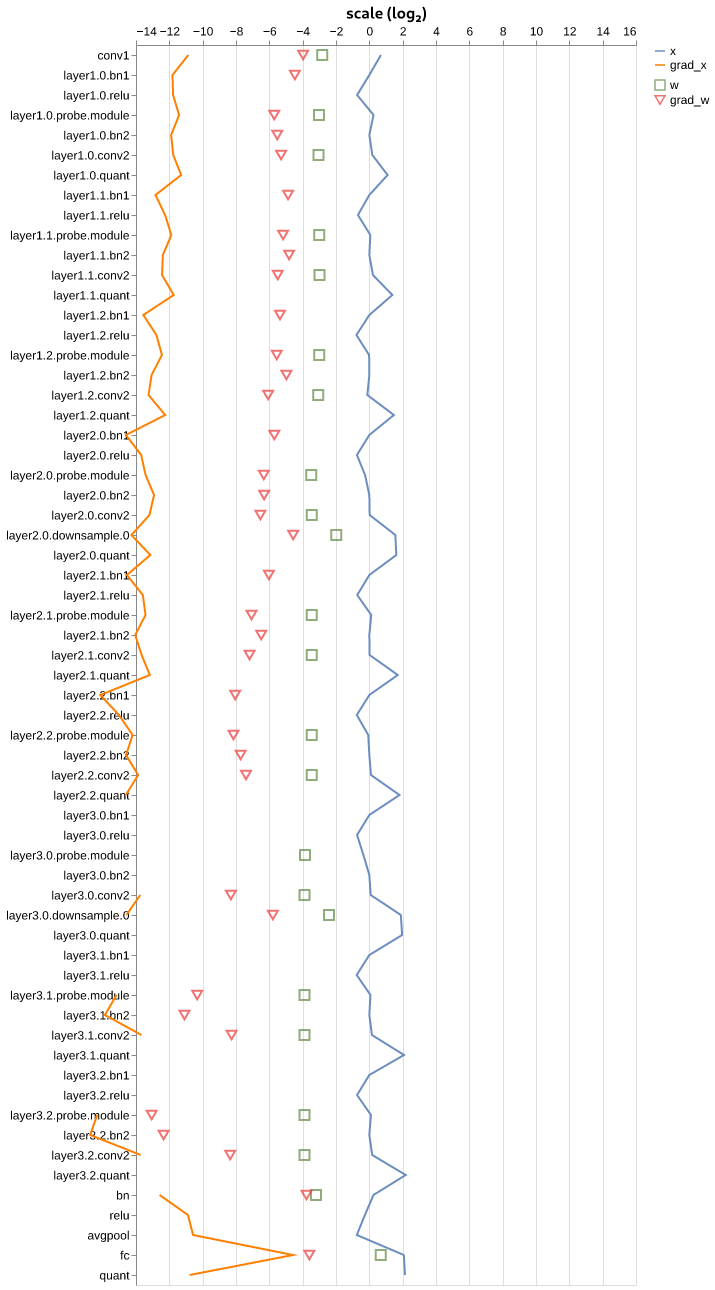 scale (log₂)
−14 −12 −10 −8 −6 −4 −2 0 2 4 6 8 10 12 14 16
x
grad_x
w
grad_w
conv1
layer1.0.bn1
layer1.0.relu
layer1.0.probe.module
layer1.0.bn2
layer1.0.conv2
layer1.0.quant
layer1.1.bn1
layer1.1.relu
layer1.1.probe.module
layer1.1.bn2
layer1.1.conv2
layer1.1.quant
layer1.2.bn1
layer1.2.relu
layer1.2.probe.module
layer1.2.bn2
layer1.2.conv2
layer1.2.quant
layer2.0.bn1
layer2.0.relu
layer2.0.probe.module
layer2.0.bn2
layer2.0.conv2
layer2.0.downsample.0
layer2.0.quant
layer2.1.bn1
layer2.1.relu
layer2.1.probe.module
layer2.1.bn2
layer2.1.conv2
layer2.1.quant
layer2.2.bn1
layer2.2.relu
layer2.2.probe.module
layer2.2.bn2
layer2.2.conv2
layer2.2.quant
layer3.0.bn1
layer3.0.relu
layer3.0.probe.module
layer3.0.bn2
layer3.0.conv2
layer3.0.downsample.0
layer3.0.quant
layer3.1.bn1
layer3.1.relu
layer3.1.probe.module
layer3.1.bn2
layer3.1.conv2
layer3.1.quant
layer3.2.bn1
layer3.2.relu
layer3.2.probe.module
layer3.2.bn2
layer3.2.conv2
layer3.2.quant
bn
relu
avgpool
fc
quant